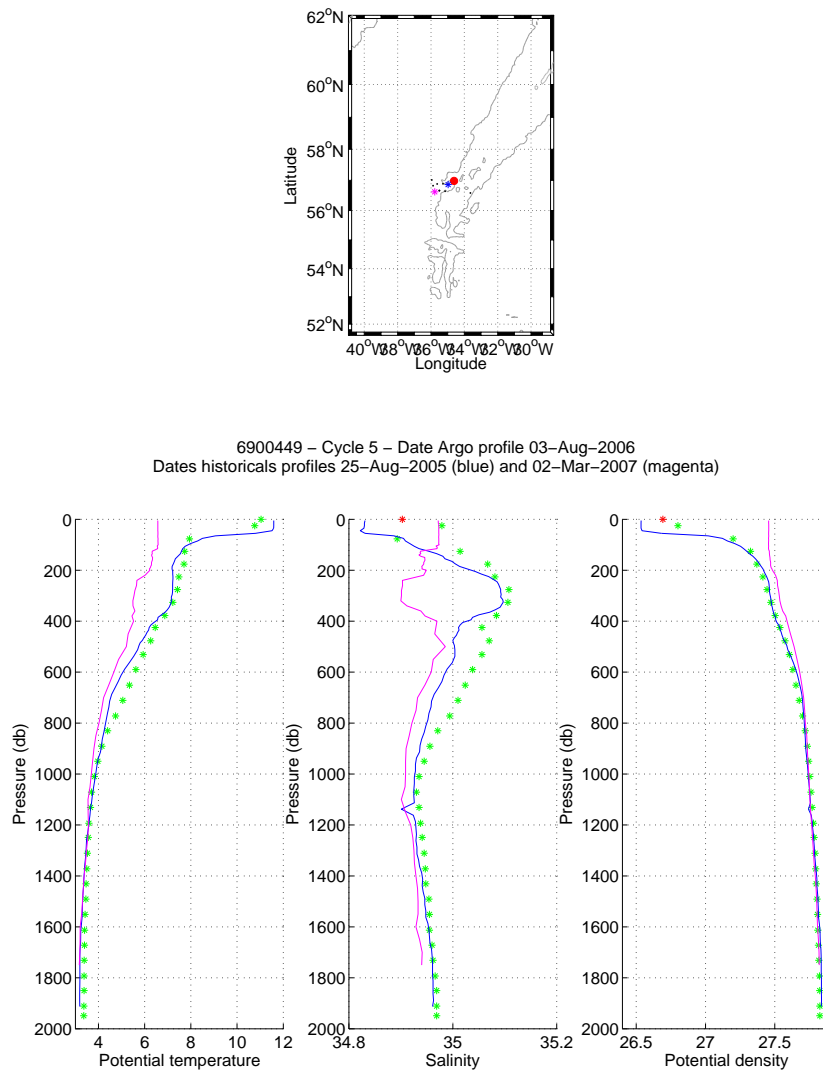 62°N
60°N
58°N
56°N
54°N
52°N
Latitude
40°W 38°W 36°W 34°W 32°W 30°W
Longitude
6900449 − Cycle 5 − Date Argo profile 03−Aug−2006
Dates historicals profiles 25−Aug−2005 (blue) and 02−Mar−2007 (magenta)
0
200
400
600
800
1000
1200
1400
1600
1800
2000
Pressure (db)
4 6 8 10 12
Potential temperature
0
200
400
600
800
1000
1200
1400
1600
1800
2000
Pressure (db)
34.8 35 35.2
Salinity
0
200
400
600
800
1000
1200
1400
1600
1800
2000
Pressure (db)
26.5 27 27.5
Potential density